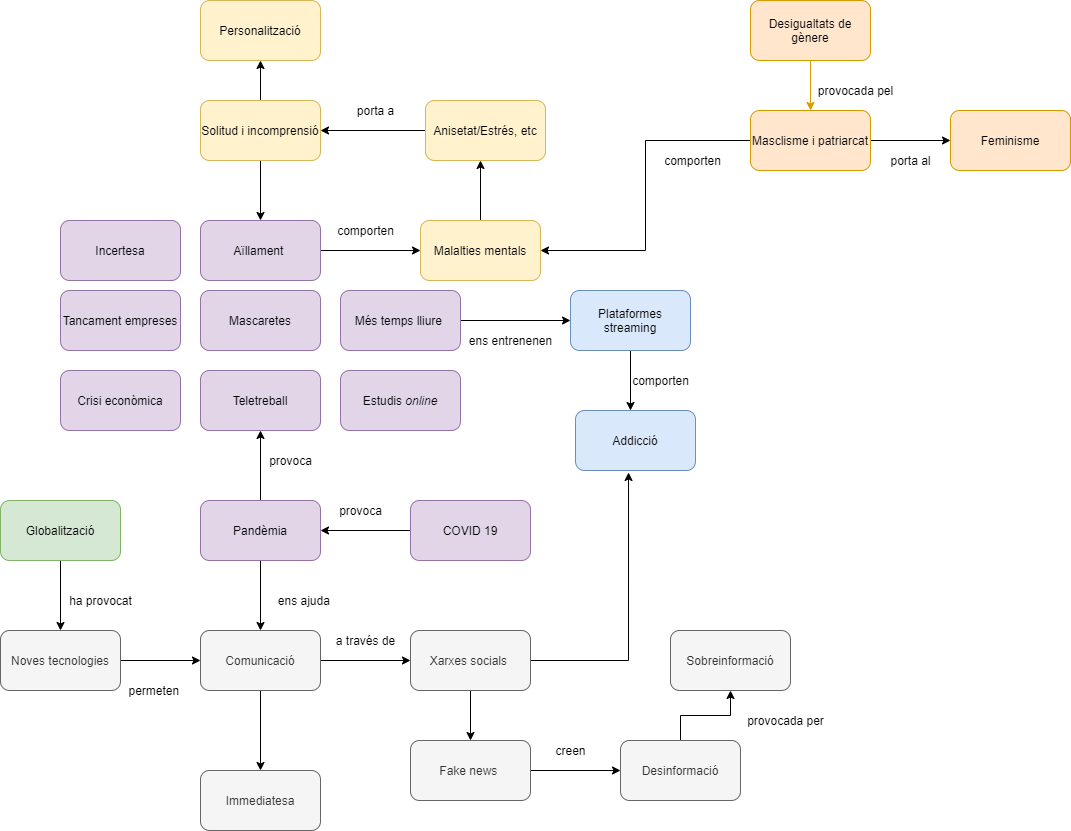 Personalització
Desigualtats de
gènere
provocada pel
Solitud i incomprensió
porta a
Anisetat/Estrés, etc
Masclisme i patriarcat
porta al
Feminisme
comporten
Incertesa
Aïllament
comporten
Malalties mentals
Tancament empreses
Mascaretes
Més temps lliure
ens entrenenen
Plataformes
streaming
comporten
Crisi econòmica
Teletreball
Estudis online
Addicció
provoca
Globalització
Pandèmia
provoca
COVID 19
ha provocat
ens ajuda
Noves tecnologies
permeten
Comunicació
a través de
Xarxes socials
Sobreinformació
provocada per
Fake news
creen
Desinformació
Immediatesa